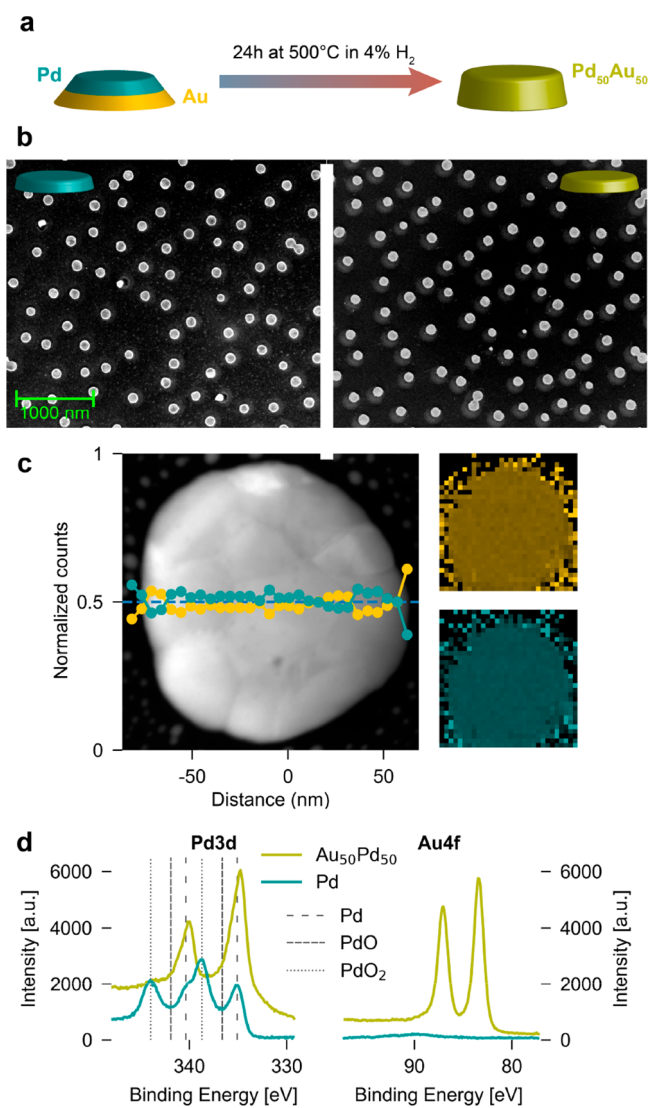 a
24h at 500°C in 4% H₂
Pd
Au
Pd₅₀Au₅₀
b
1000 nm
c
Normalized counts
1
0.5
0
-50
0
50
Distance (nm)
d
Pd3d
Au4f
Au₅₀Pd₅₀
Pd
Pd
PdO
PdO₂
Intensity [a.u.]
6000
4000
2000
0
340
330
Binding Energy [eV]
90
80
Binding Energy [eV]
6000
4000
2000
0
Intensity [a.u.]